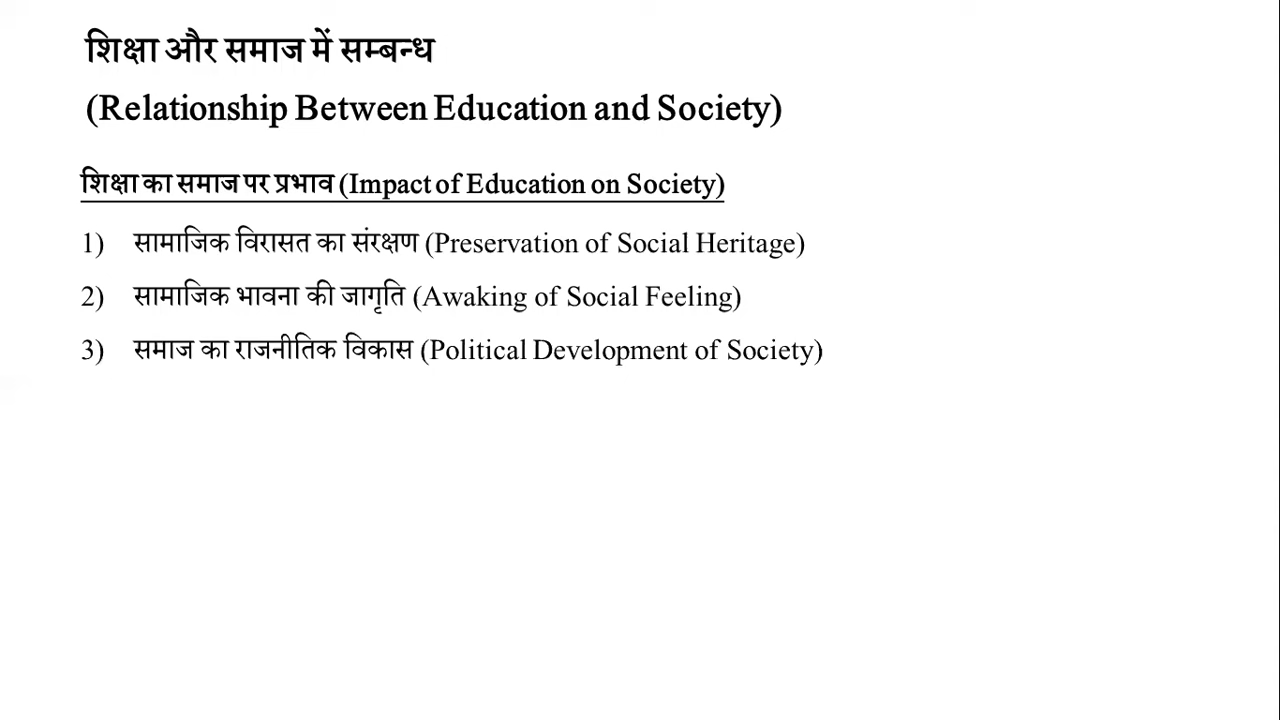 शिक्षा और समाज में सम्बन्ध
(Relationship Between Education and Society)
शिक्षा का समाज पर प्रभाव (Impact of Education on Society)
1) सामाजिक विरासत का संरक्षण (Preservation of Social Heritage)
2) सामाजिक भावना की जागृति (Awaking of Social Feeling)
3) समाज का राजनीतिक विकास (Political Development of Society)